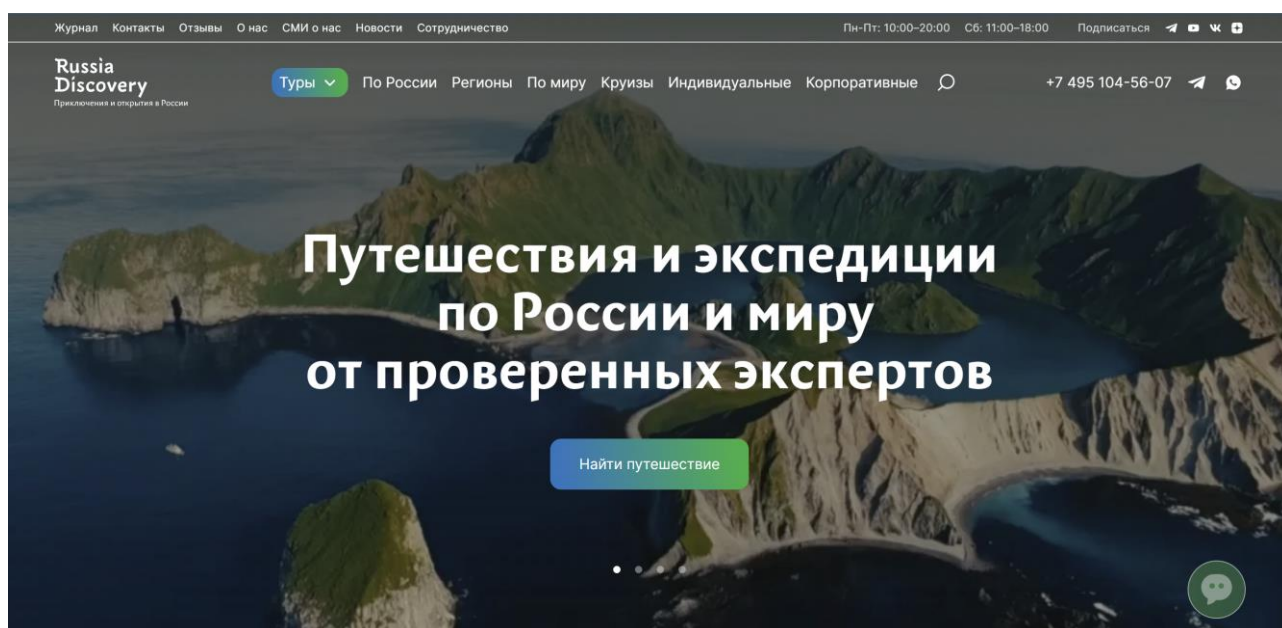 Журнал Контакты Отзывы О нас СМИ о нас Новости Сотрудничество Пн-Пт: 10:00–20:00 Сб: 11:00–18:00 Подписаться
Russia
Discovery
Приключения и открытия в России
Туры По России Регионы По миру Круизы Индивидуальные Корпоративные +7 495 104-56-07
Путешествия и экспедиции
по России и миру
от проверенных экспертов
Найти путешествие